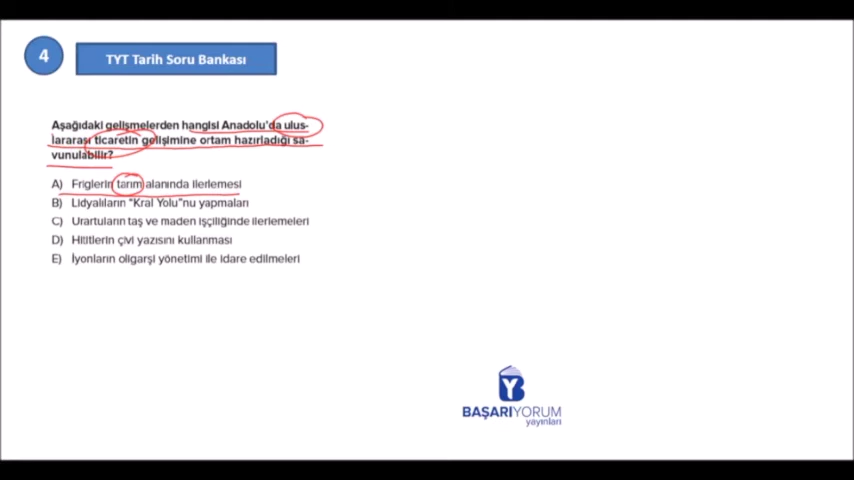 4
TYT Tarih Soru Bankası
Aşağıdaki gelişmelerden hangisi Anadolu'da ulus-
lararası ticaretin gelişimine ortam hazırladığı sa-
vunulabilir?
A) Friglerin tarım alanında ilerlemesi
B) Lidyalıların "Kral Yolu"nu yapmaları
C) Urartuların taş ve maden işçiliğinde ilerlemeleri
D) Hititlerin çivi yazısını kullanması
E) İyonların oligarşi yönetimi ile idare edilmeleri
BAŞARIYORUM
yayınları